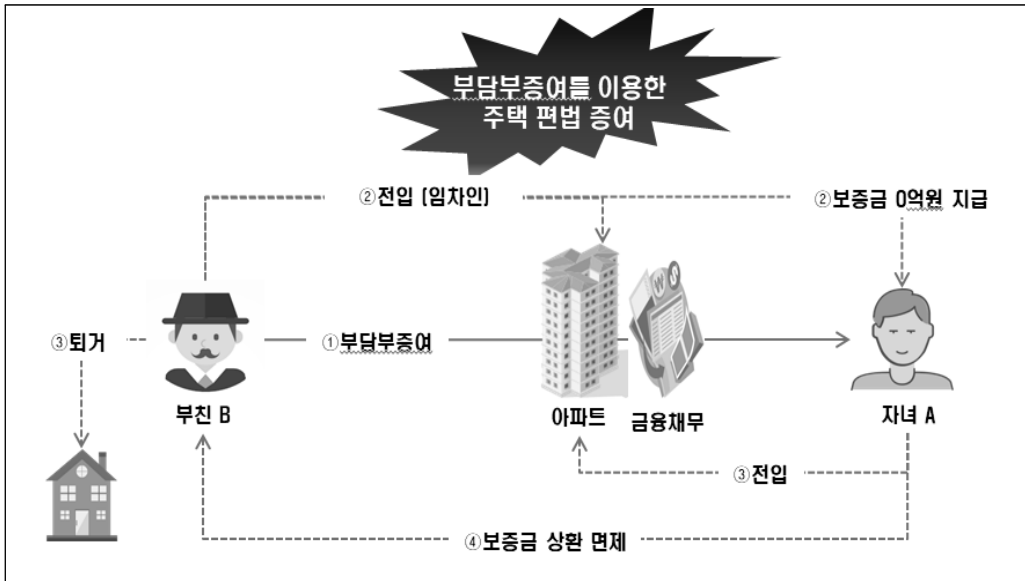 부담부증여를 이용한
주택 편법 증여
②전입 (임차인)
②보증금 0억원 지급
③퇴거
①부담부증여
부친 B
아파트
금융채무
자녀 A
③전입
④보증금 상환 면제